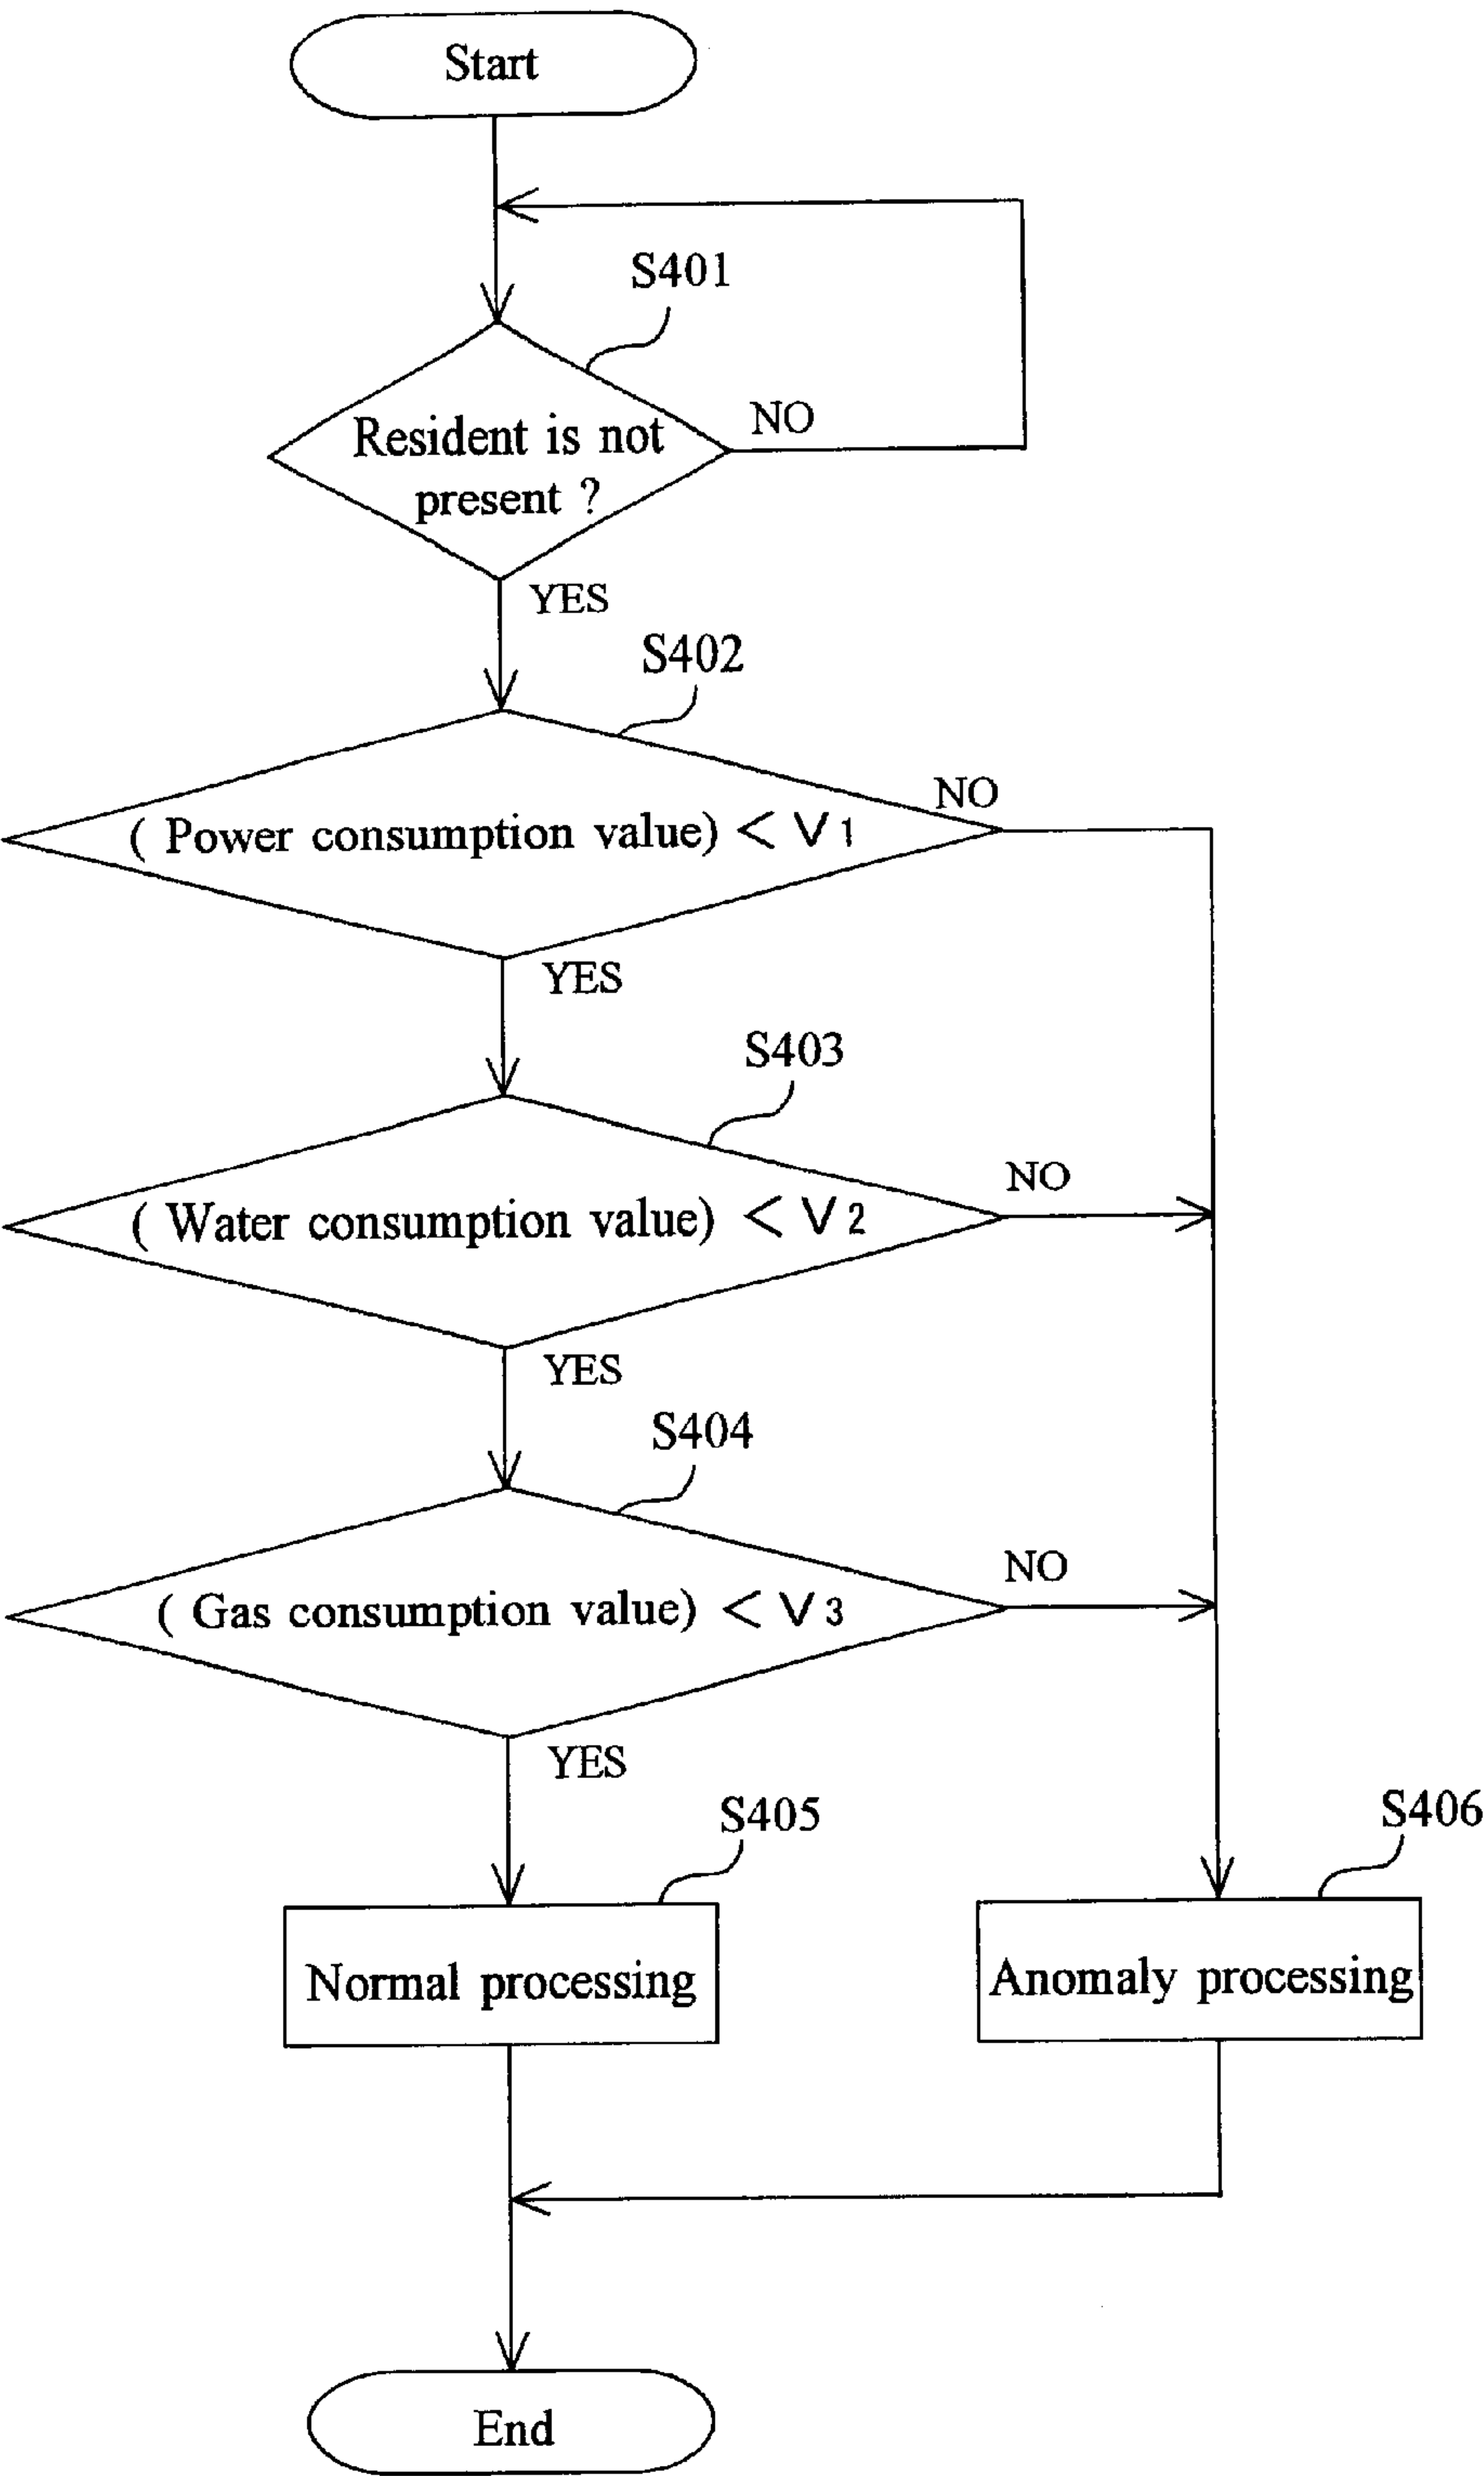 Start
S401
Resident is not
present ?
NO
YES
S402
( Power consumption value) < V1
NO
YES
S403
( Water consumption value) < V2
NO
YES
S404
( Gas consumption value) < V3
NO
YES
S405
S406
Normal processing
Anomaly processing
End